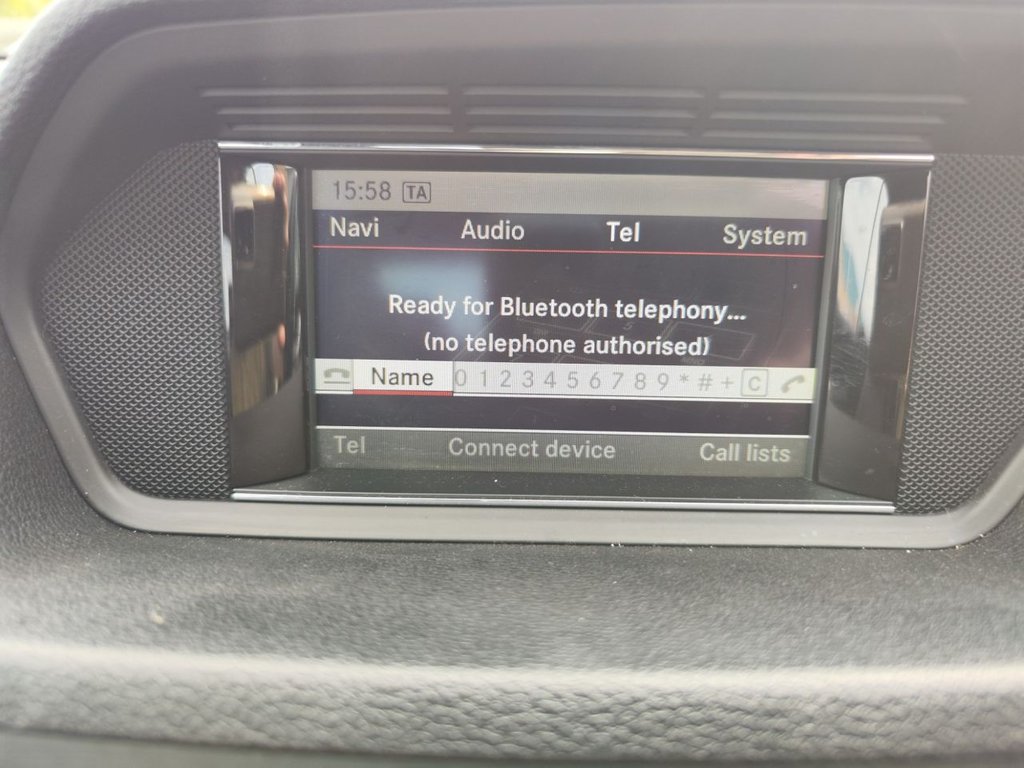 15:58 TA
Navi Audio Tel System
Ready for Bluetooth telephony...
(no telephone authorised)
Name 0 1 2 3 4 5 6 7 8 9 * # + C
Tel Connect device Call lists